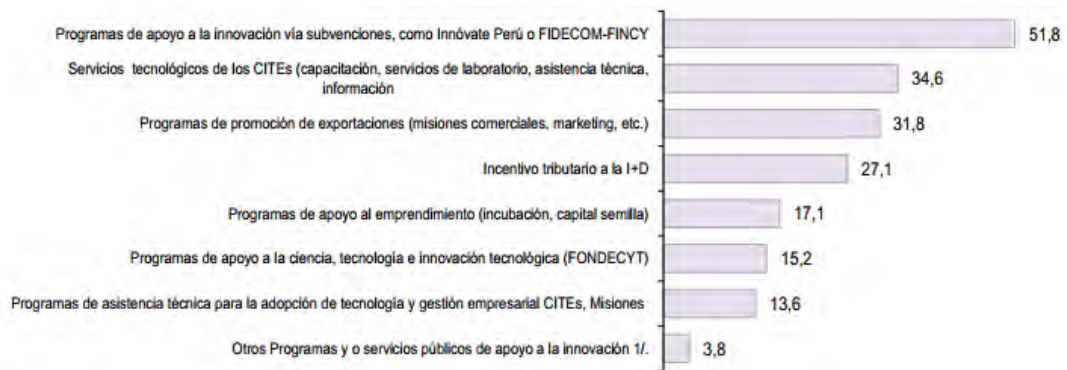 Programas de apoyo a la innovación vía subvenciones, como Innóvate Perú o FIDECOM-FINCY 51,8
Servicios tecnológicos de los CITEs (capacitación, servicios de laboratorio, asistencia técnica,
información 34,6
Programas de promoción de exportaciones (misiones comerciales, marketing, etc.) 31,8
Incentivo tributario a la I+D 27,1
Programas de apoyo al emprendimiento (incubación, capital semilla) 17,1
Programas de apoyo a la ciencia, tecnología e innovación tecnológica (FONDECYT) 15,2
Programas de asistencia técnica para la adopción de tecnología y gestión empresarial CITEs, Misiones 13,6
Otros Programas y o servicios públicos de apoyo a la innovación 1/. 3,8